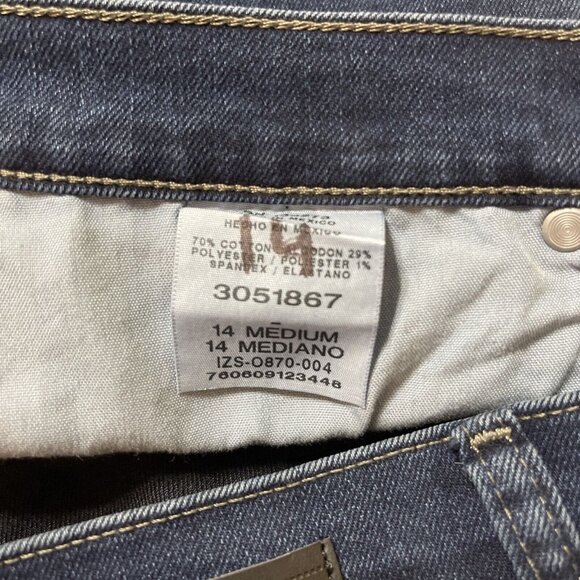 HECHO EN MEXICO
14
70% COTTON ALGODON 29%
POLYESTER / POLIESTER 1%
SPANDEX / ELASTANO
3051867
14 MEDIUM
14 MEDIANO
IZS-O870-004
760609123448